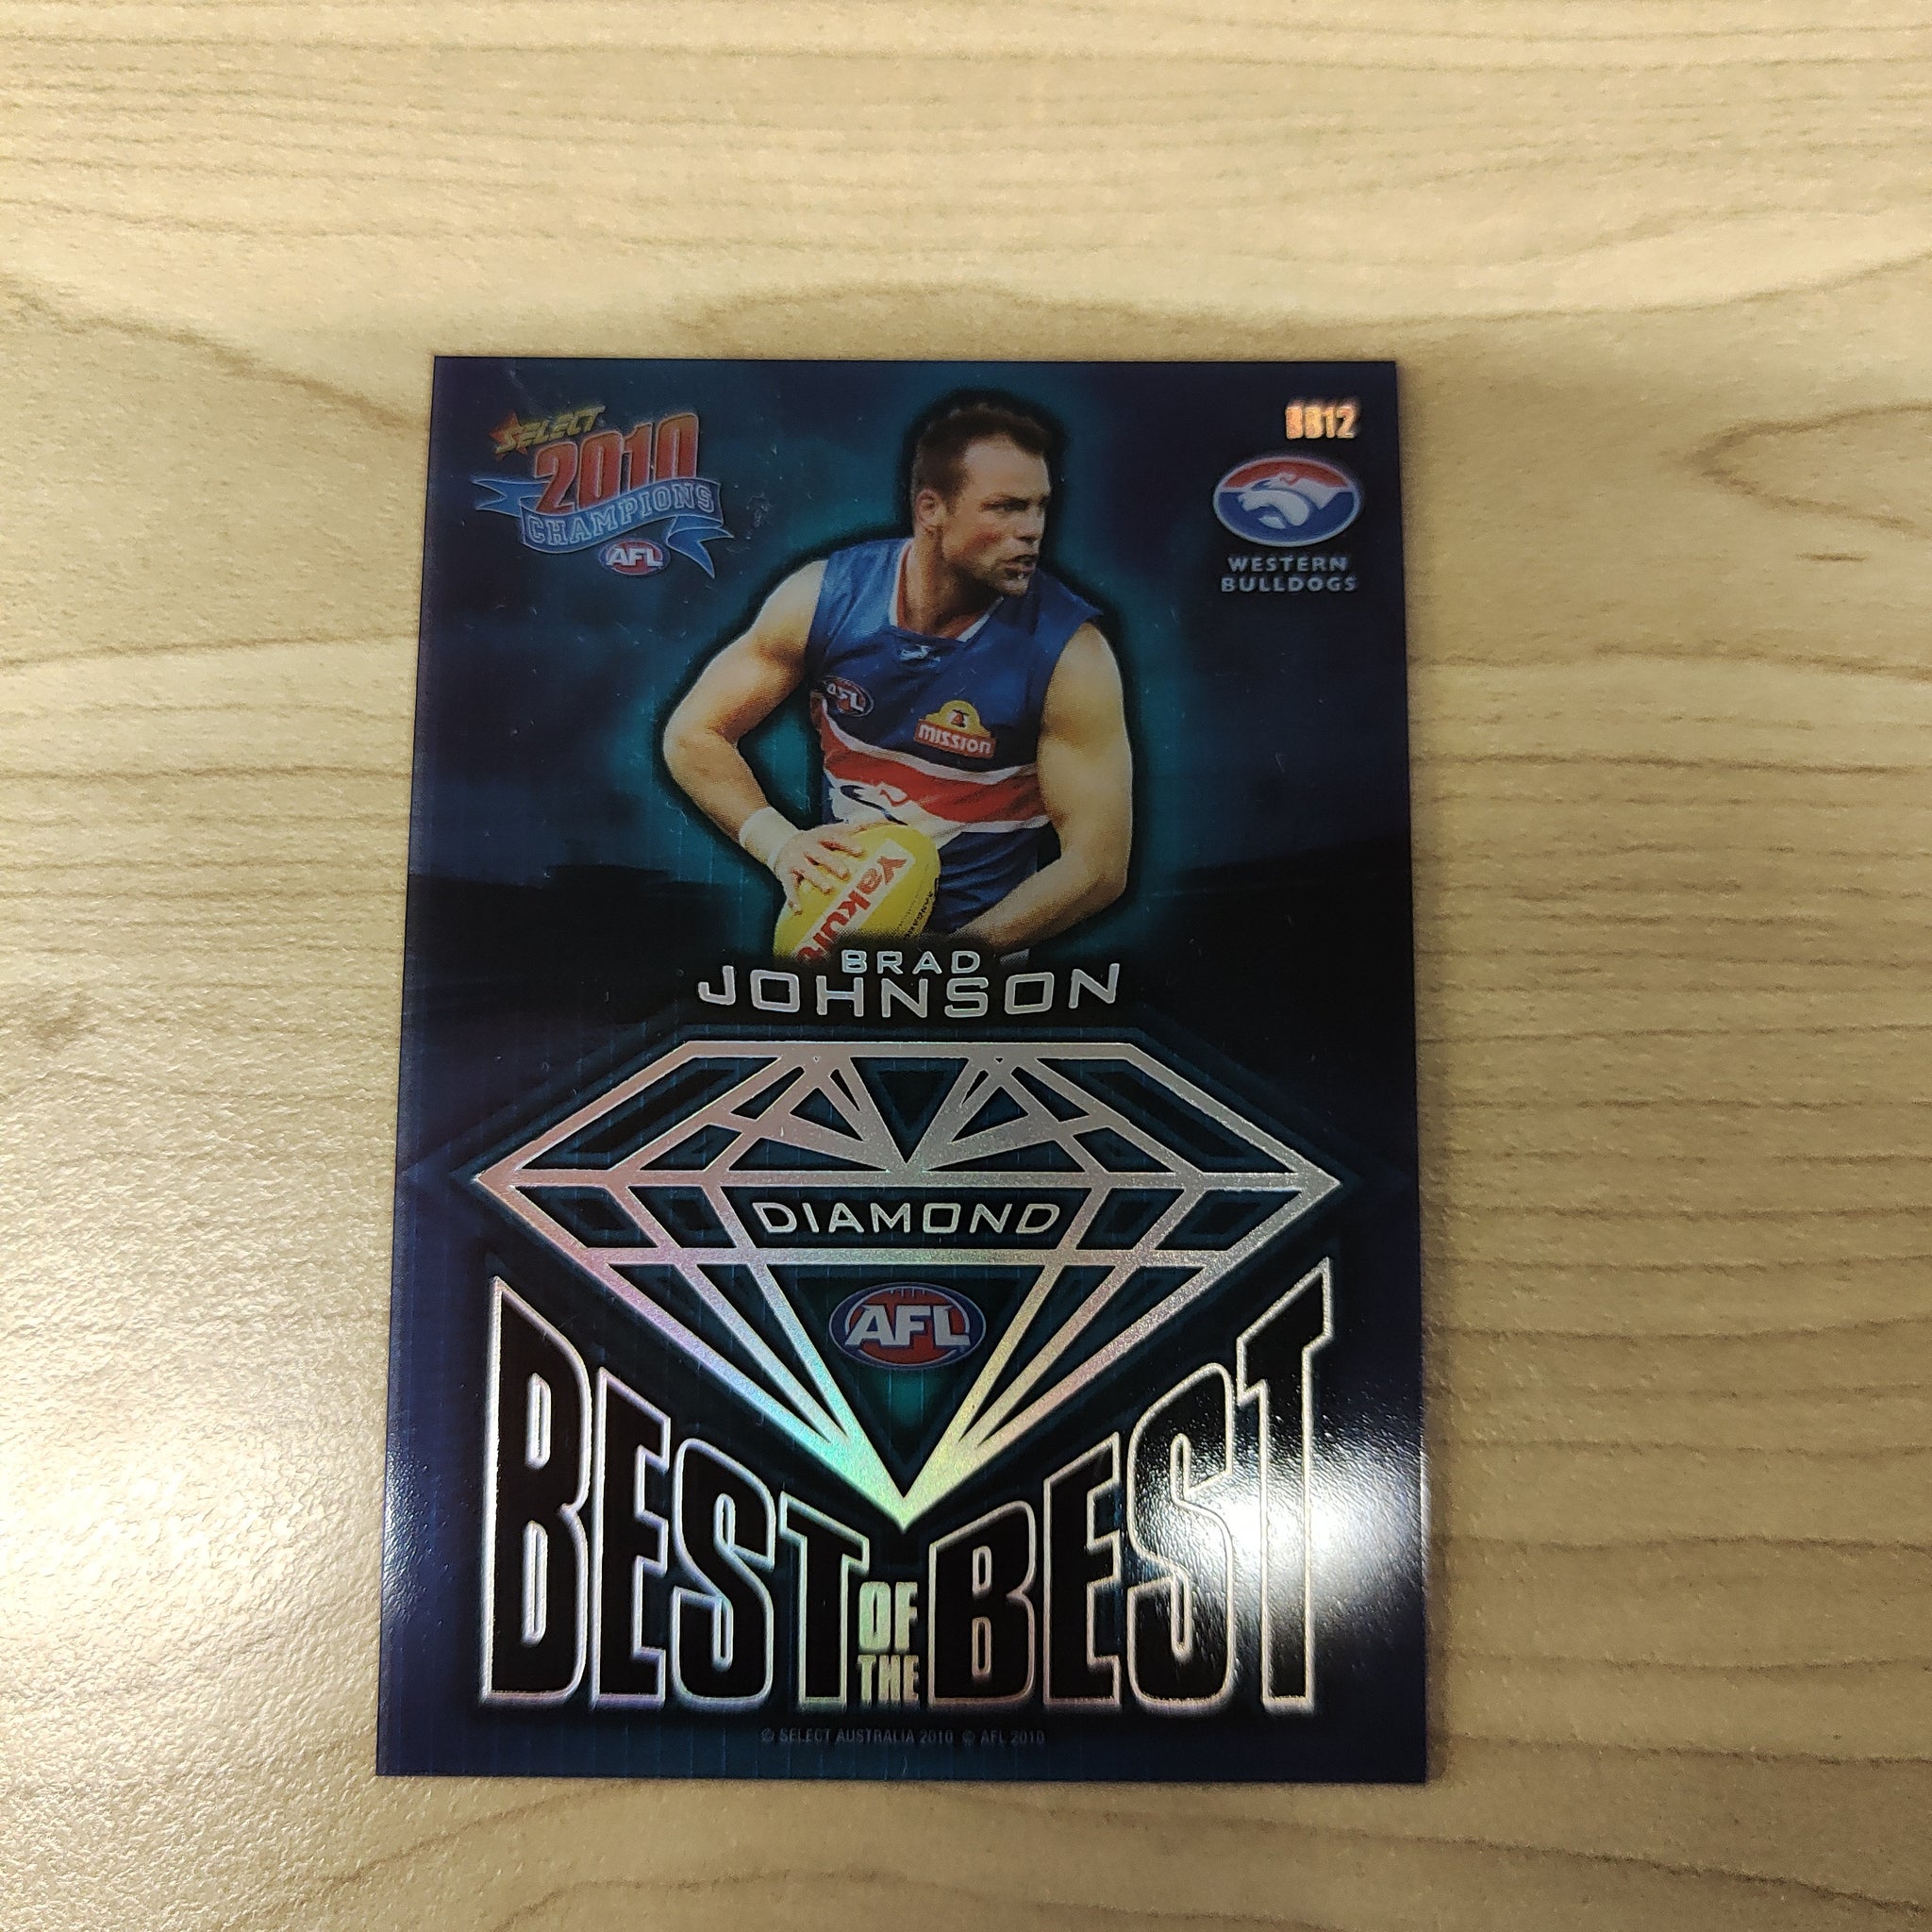 SELECT
2010
CHAMPIONS
AFL
BB12
WESTERN
BULLDOGS
AFL
mission
Yakult
BRAD
JOHNSON
DIAMOND
AFL
BEST OF THE BEST
© SELECT AUSTRALIA 2010 © AFL 2010